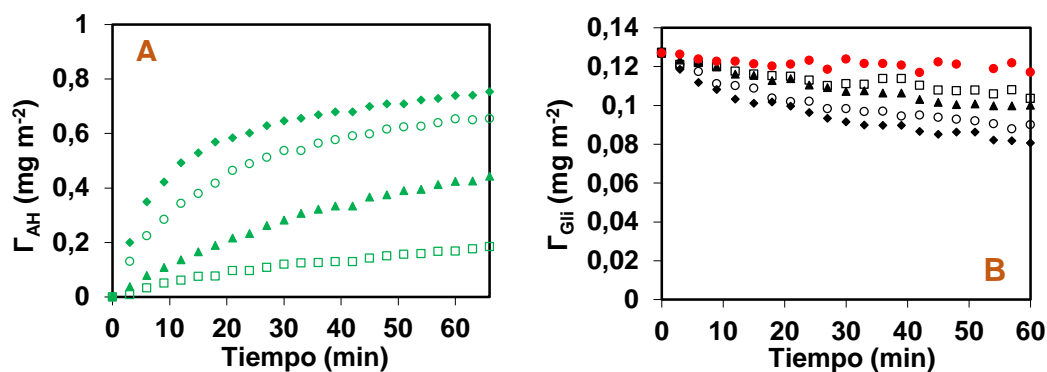 A
Γ_AH (mg m⁻²)
1
0,8
0,6
0,4
0,2
0
0 10 20 30 40 50 60
Tiempo (min)
B
Γ_Gli (mg m⁻²)
0,14
0,12
0,1
0,08
0,06
0,04
0,02
0,00
0 10 20 30 40 50 60
Tiempo (min)